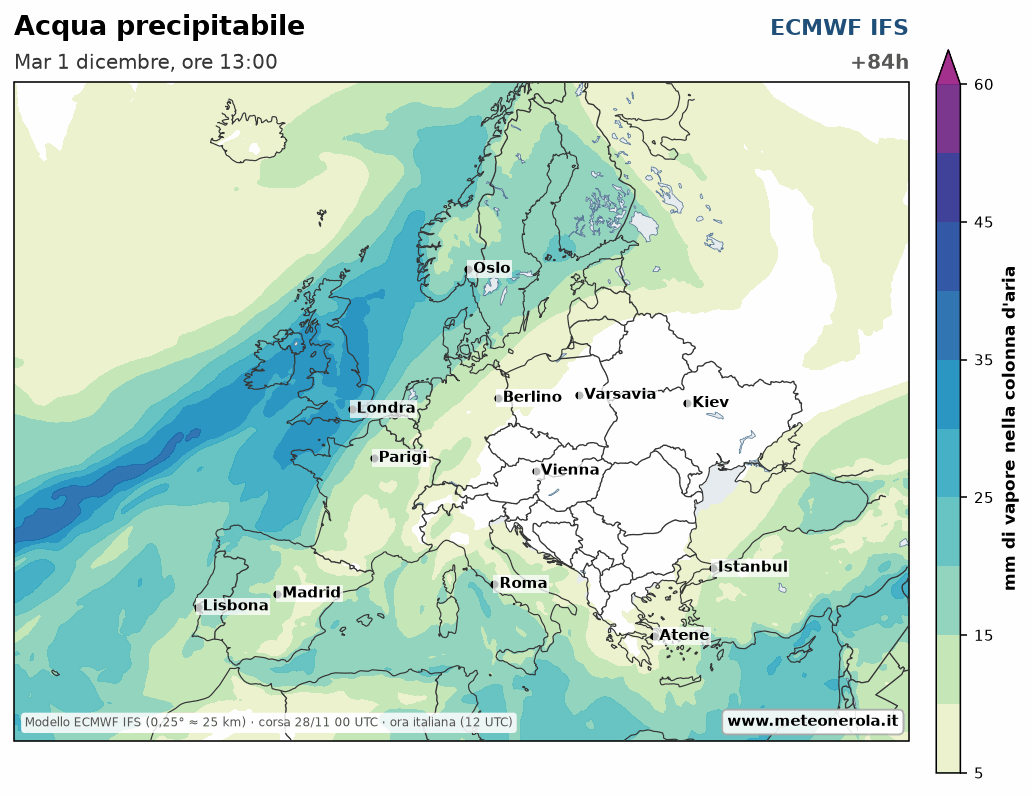 Acqua precipitabile
ECMWF IFS
Mar 1 dicembre, ore 13:00
+84h
60
45
35
25
15
5
mm di vapore nella colonna d'aria
Oslo
Berlino
Varsavia
Kiev
Londra
Parigi
Vienna
Istanbul
Roma
Madrid
Lisbona
Atene
Modello ECMWF IFS (0,25° ≈ 25 km) · corsa 28/11 00 UTC · ora italiana (12 UTC)
www.meteonerola.it